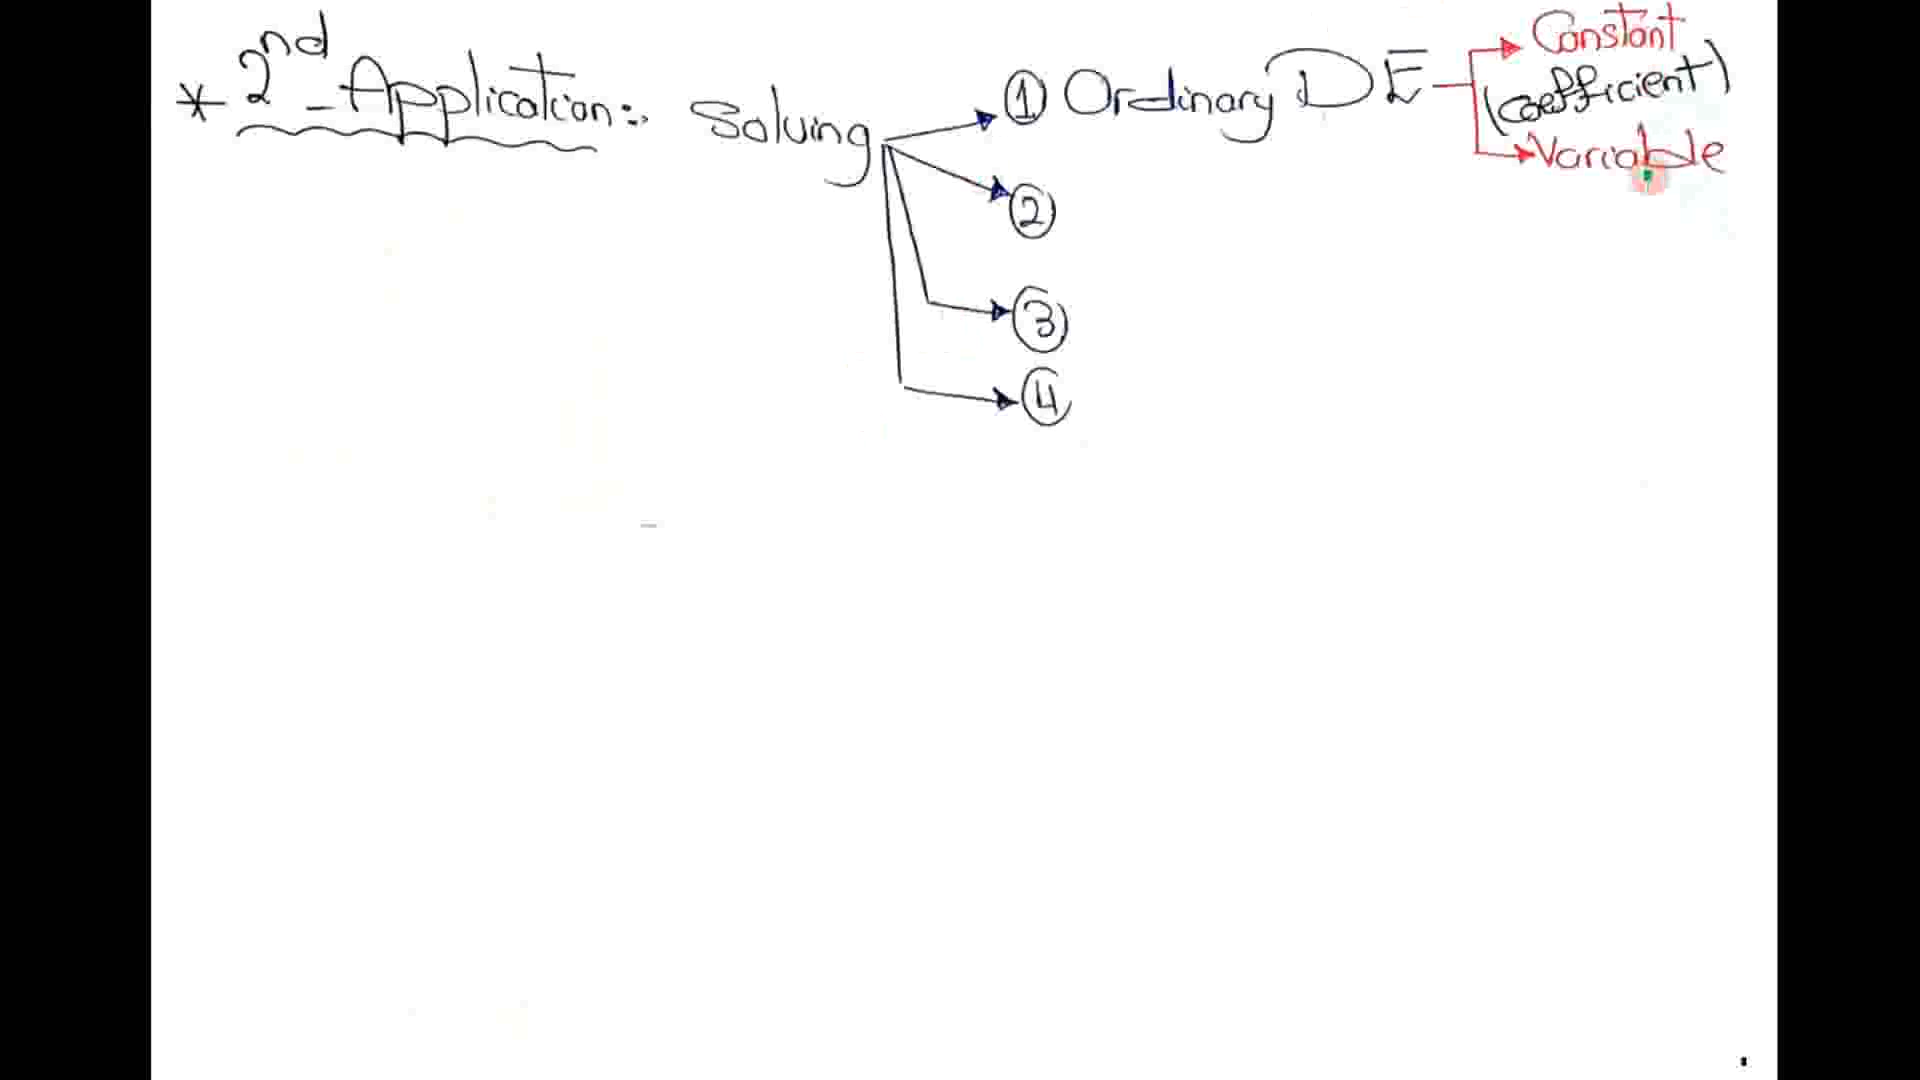 * 2nd - Application:- Solving
① Ordinary DE
Constant
(coefficient)
Variable
②
③
④